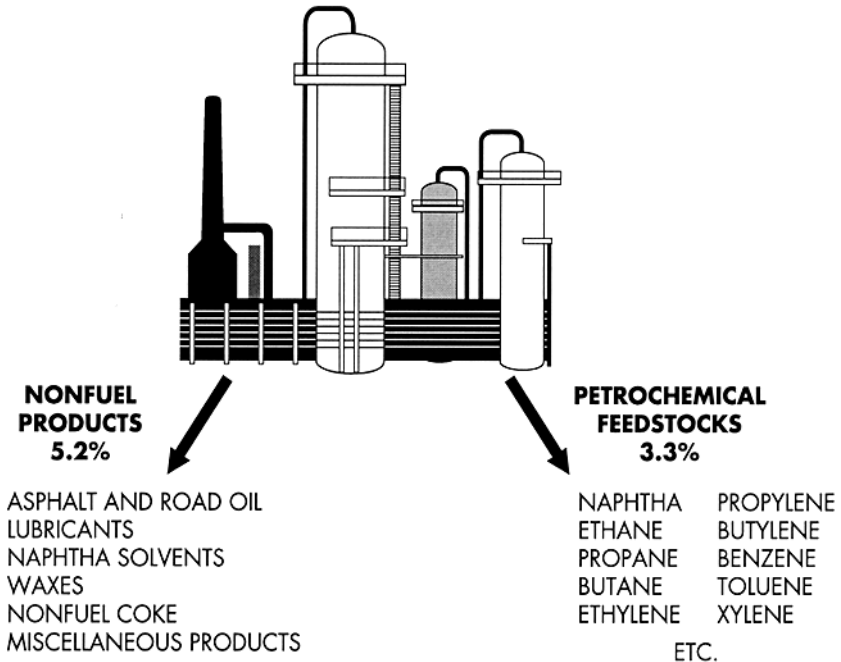 NONFUEL
PRODUCTS
5.2%
ASPHALT AND ROAD OIL
LUBRICANTS
NAPHTHA SOLVENTS
WAXES
NONFUEL COKE
MISCELLANEOUS PRODUCTS
PETROCHEMICAL
FEEDSTOCKS
3.3%
NAPHTHA PROPYLENE
ETHANE BUTYLENE
PROPANE BENZENE
BUTANE TOLUENE
ETHYLENE XYLENE
ETC.